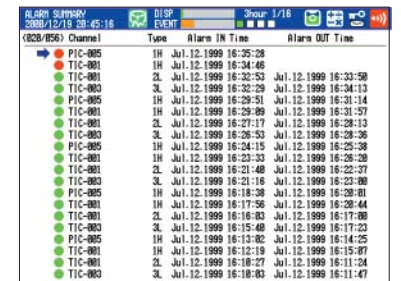 ALARM SUMMARY DISP 3hour 1/16
2008/12/19 20:45:16 EVENT
(028/056) Channel Type Alarm IN Time Alarm OUT Time
PIC-005 1H Jul.12.1999 16:35:28
TIC-001 1H Jul.12.1999 16:34:46
TIC-001 2L Jul.12.1999 16:32:53 Jul.12.1999 16:33:50
TIC-003 3L Jul.12.1999 16:32:29 Jul.12.1999 16:34:13
PIC-005 1H Jul.12.1999 16:29:51 Jul.12.1999 16:31:14
TIC-001 1H Jul.12.1999 16:29:09 Jul.12.1999 16:31:57
TIC-001 2L Jul.12.1999 16:27:17 Jul.12.1999 16:28:13
TIC-003 3L Jul.12.1999 16:26:53 Jul.12.1999 16:28:36
PIC-005 1H Jul.12.1999 16:24:15 Jul.12.1999 16:25:38
TIC-001 1H Jul.12.1999 16:23:33 Jul.12.1999 16:26:20
TIC-001 2L Jul.12.1999 16:21:40 Jul.12.1999 16:22:37
TIC-003 3L Jul.12.1999 16:21:16 Jul.12.1999 16:23:00
PIC-005 1H Jul.12.1999 16:18:38 Jul.12.1999 16:20:01
TIC-001 1H Jul.12.1999 16:17:56 Jul.12.1999 16:20:44
TIC-001 2L Jul.12.1999 16:16:03 Jul.12.1999 16:17:00
TIC-003 3L Jul.12.1999 16:15:40 Jul.12.1999 16:17:23
PIC-005 1H Jul.12.1999 16:13:02 Jul.12.1999 16:14:25
TIC-001 1H Jul.12.1999 16:12:19 Jul.12.1999 16:15:07
TIC-001 2L Jul.12.1999 16:10:27 Jul.12.1999 16:11:24
TIC-003 3L Jul.12.1999 16:10:03 Jul.12.1999 16:11:47